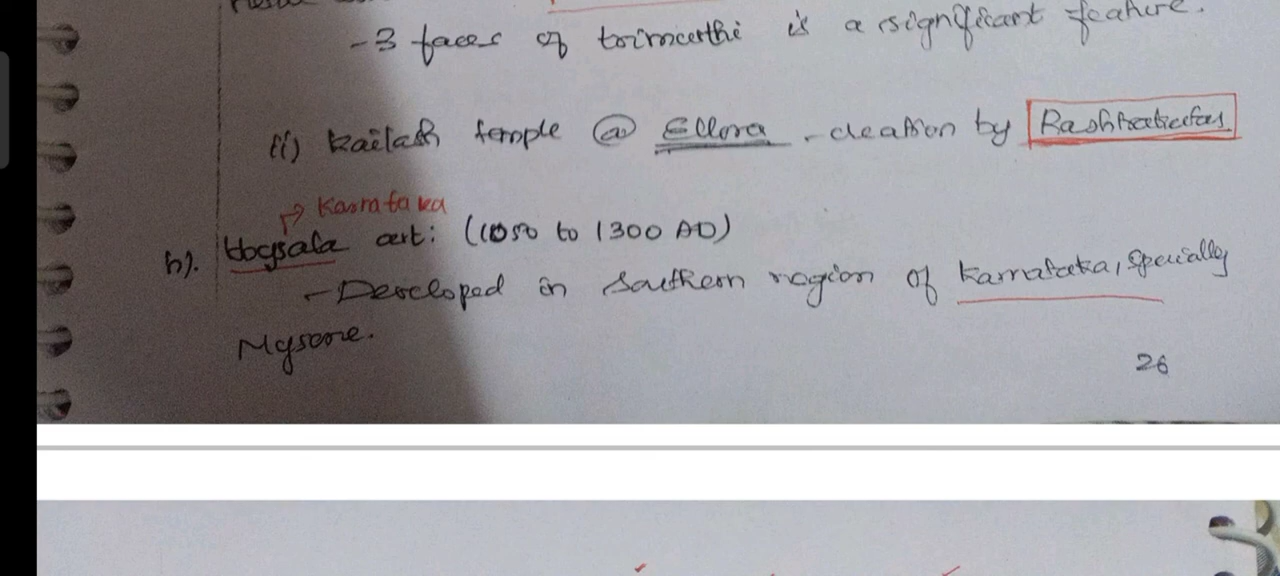 -3 faces of trimurthi is a significant feature.
(ii) Kailash temple @ Ellora - creation by Rashtrakutas
→ Karnataka
h). Hoysala art: (1050 to 1300 AD)
- Developed in Southern region of Karnataka, specially
Mysore.
26